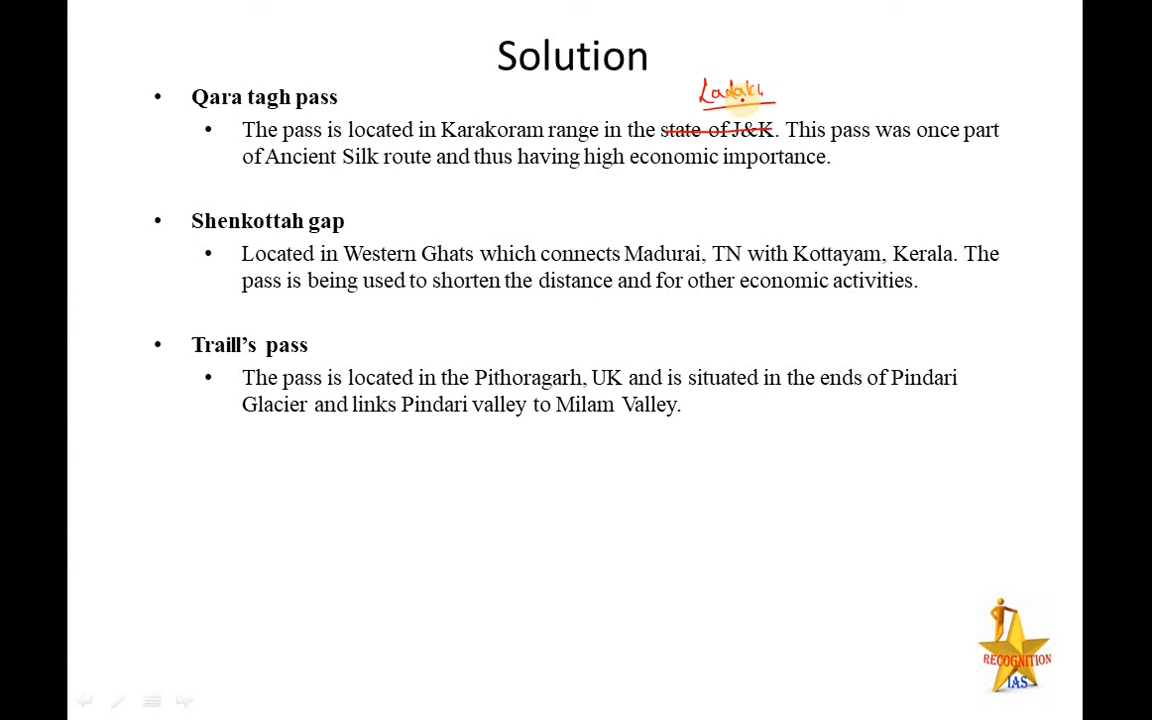 Solution
• Qara tagh pass
Ladakh
• The pass is located in Karakoram range in the state of J&K. This pass was once part
of Ancient Silk route and thus having high economic importance.
• Shenkottah gap
• Located in Western Ghats which connects Madurai, TN with Kottayam, Kerala. The
pass is being used to shorten the distance and for other economic activities.
• Traill's pass
• The pass is located in the Pithoragarh, UK and is situated in the ends of Pindari
Glacier and links Pindari valley to Milam Valley.
RECOGNITION
IAS